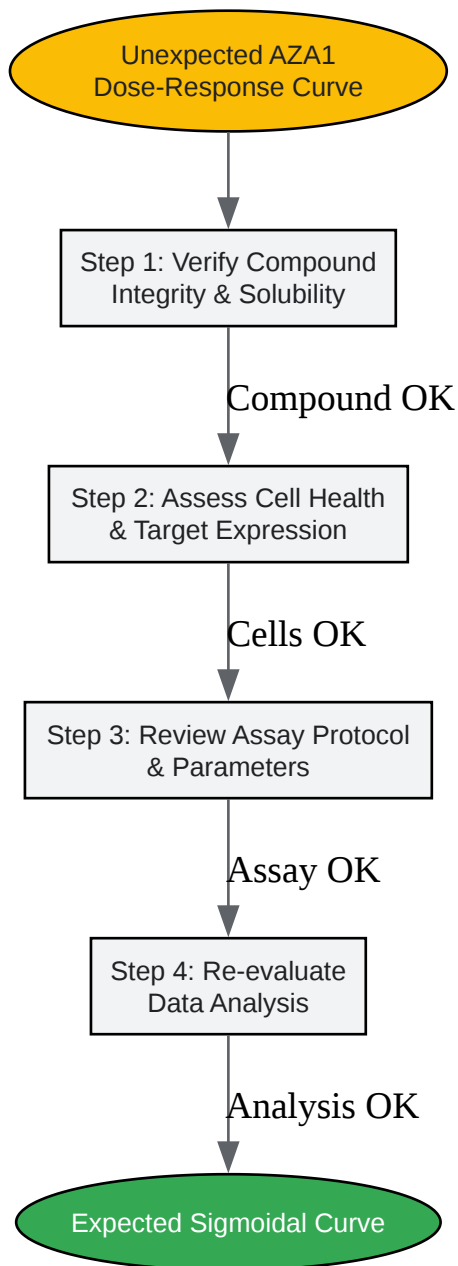 Unexpected AZA1
Dose-Response Curve
Step 1: Verify Compound
Integrity & Solubility
Compound OK
Step 2: Assess Cell Health
& Target Expression
Cells OK
Step 3: Review Assay Protocol
& Parameters
Assay OK
Step 4: Re-evaluate
Data Analysis
Analysis OK
Expected Sigmoidal Curve